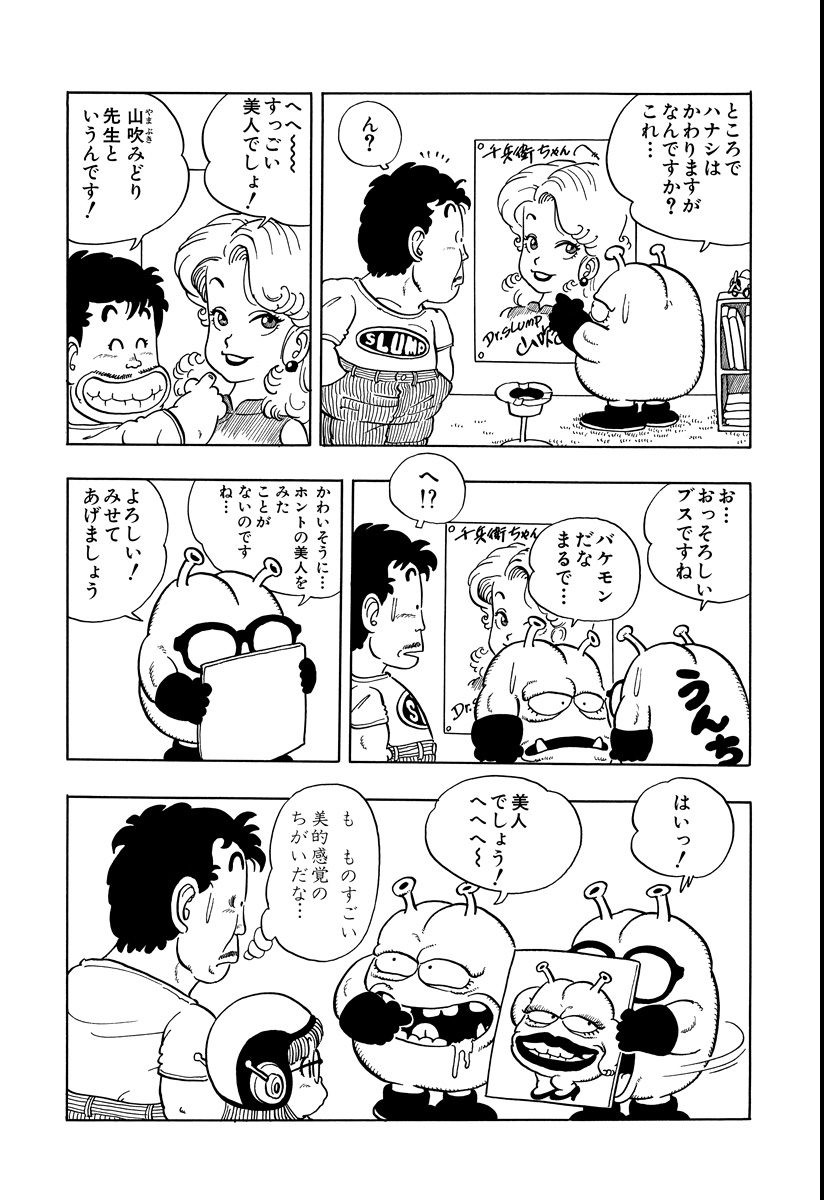 ところで
ハナシは
かわりますが
なんですか?
これ…
千兵衛ちゃんへ
Dr.SLUMP
山吹
ん?
SLUMP
へへ〜〜
すっごい
美人でしょ!
山吹みどり
やまぶき
先生と
いうんです!
お…
おっそろしい
ブスですね
うんち
バケモン
だな
まるで…
千兵衛ちゃん
Dr.S
へ!?
かわいそうに…
ホントの美人を
みた
ことが
ないのです
ね…
よろしい!
みせて
あげましょう
はいっ!
美人
でしょう!
へへへ〜
も ものすごい
美的感覚の
ちがいだな…